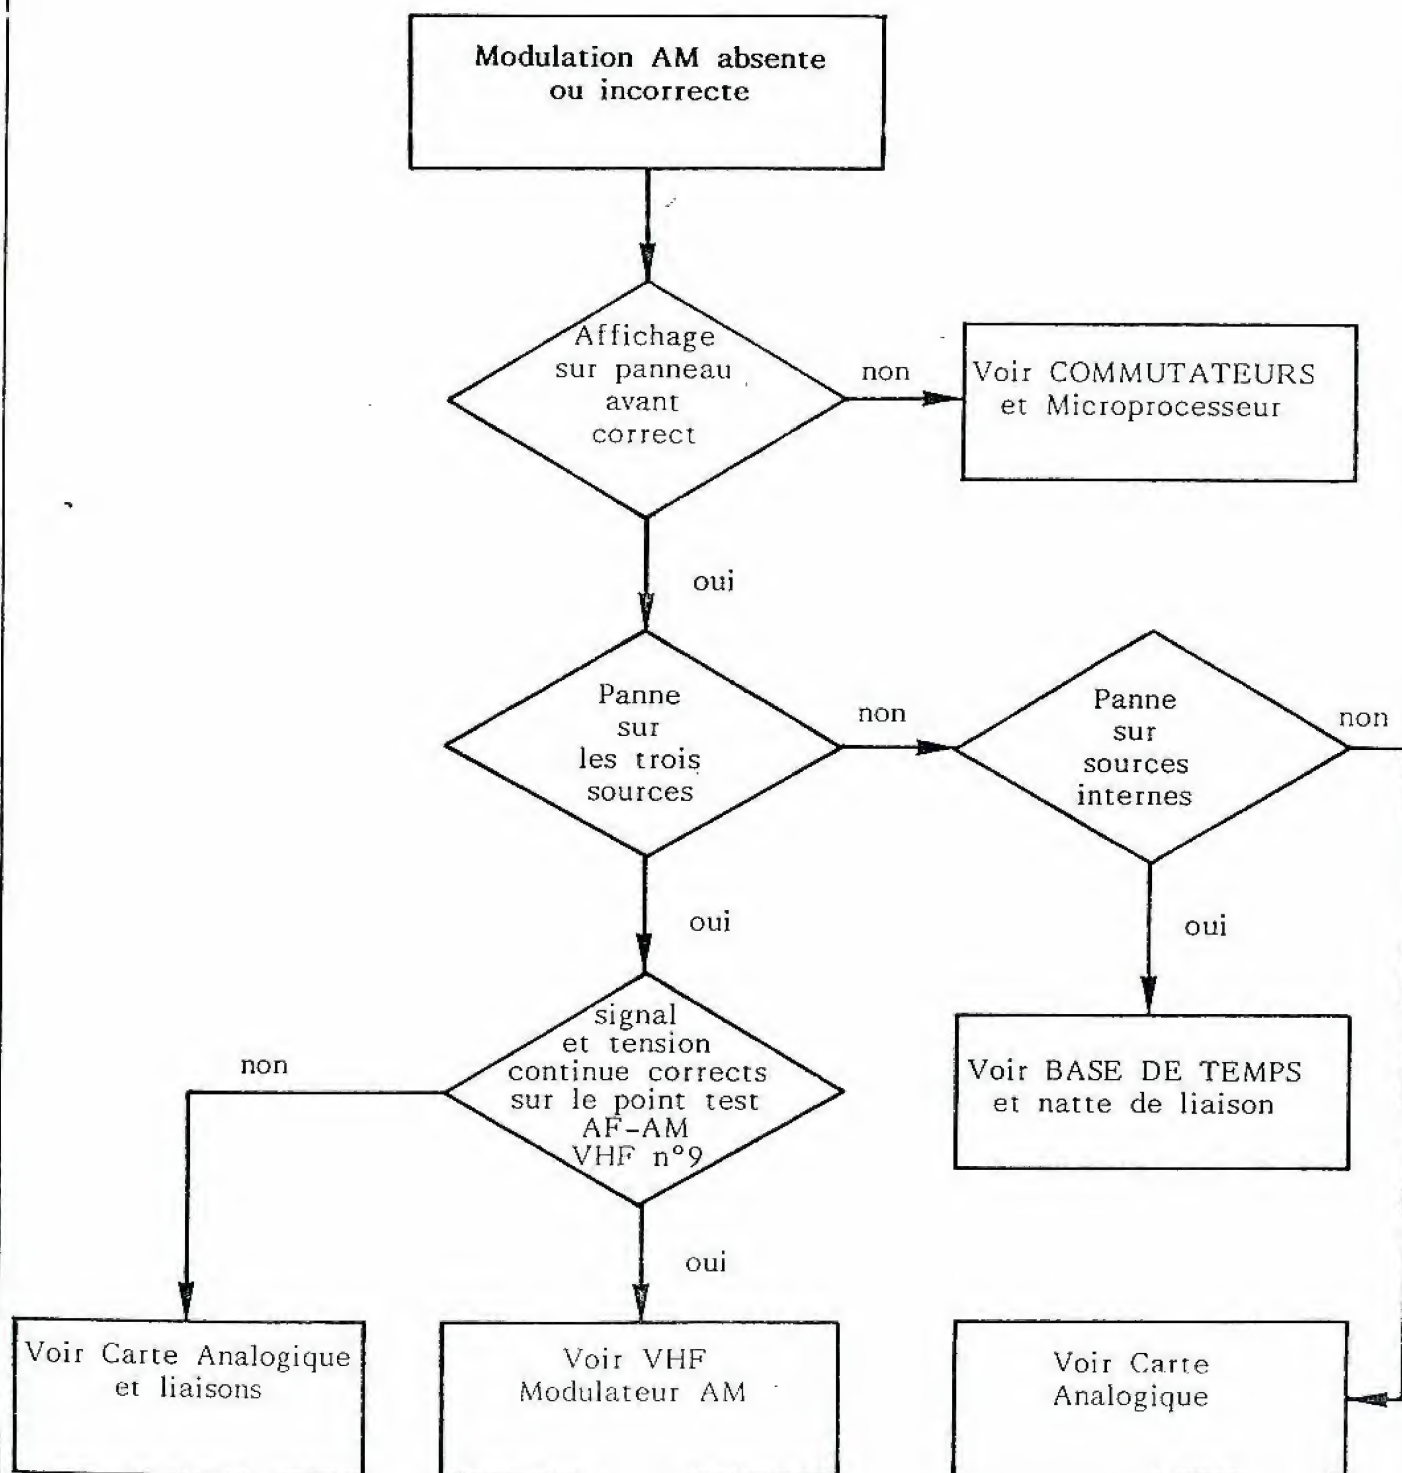 Modulation AM absente
ou incorrecte
Affichage
sur panneau
avant
correct
non
Voir COMMUTATEURS
et Microprocesseur
oui
Panne
sur
les trois
sources
non
Panne
sur
sources
internes
non
oui
oui
signal
et tension
continue corrects
sur le point test
AF-AM
VHF n°9
non
Voir BASE DE TEMPS
et natte de liaison
oui
Voir Carte Analogique
et liaisons
Voir VHF
Modulateur AM
Voir Carte
Analogique